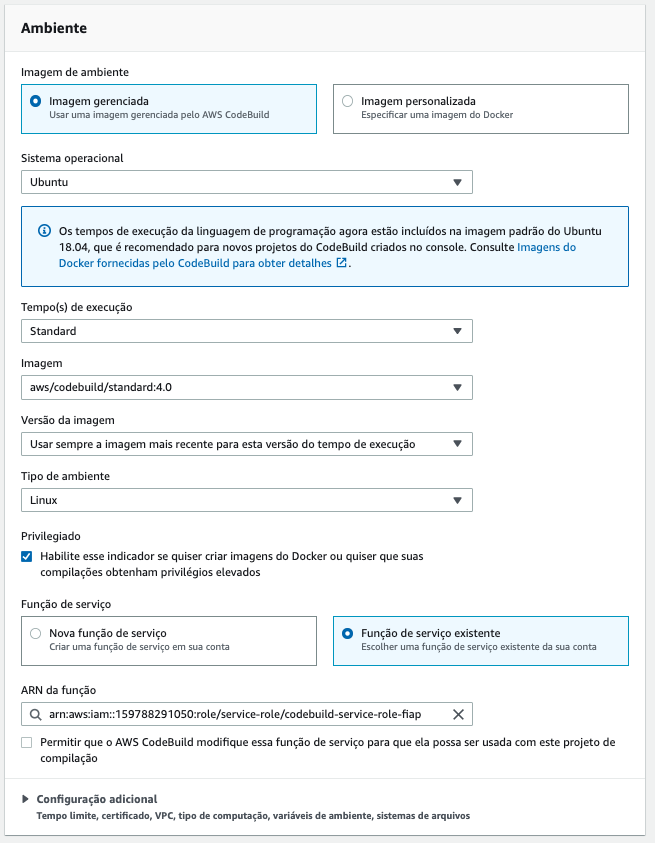 Ambiente
Imagem de ambiente
Imagem gerenciada
Usar uma imagem gerenciada pelo AWS CodeBuild
Imagem personalizada
Especificar uma imagem do Docker
Sistema operacional
Ubuntu
Os tempos de execução da linguagem de programação agora estão incluídos na imagem padrão do Ubuntu
18.04, que é recomendado para novos projetos do CodeBuild criados no console. Consulte Imagens do
Docker fornecidas pelo CodeBuild para obter detalhes .
Tempo(s) de execução
Standard
Imagem
aws/codebuild/standard:4.0
Versão da imagem
Usar sempre a imagem mais recente para esta versão do tempo de execução
Tipo de ambiente
Linux
Privilegiado
Habilite esse indicador se quiser criar imagens do Docker ou quiser que suas
compilações obtenham privilégios elevados
Função de serviço
Nova função de serviço
Criar uma função de serviço em sua conta
Função de serviço existente
Escolher uma função de serviço existente da sua conta
ARN da função
arn:aws:iam::159788291050:role/service-role/codebuild-service-role-fiap
Permitir que o AWS CodeBuild modifique essa função de serviço para que ela possa ser usada com este projeto de
compilação
Configuração adicional
Tempo limite, certificado, VPC, tipo de computação, variáveis de ambiente, sistemas de arquivos